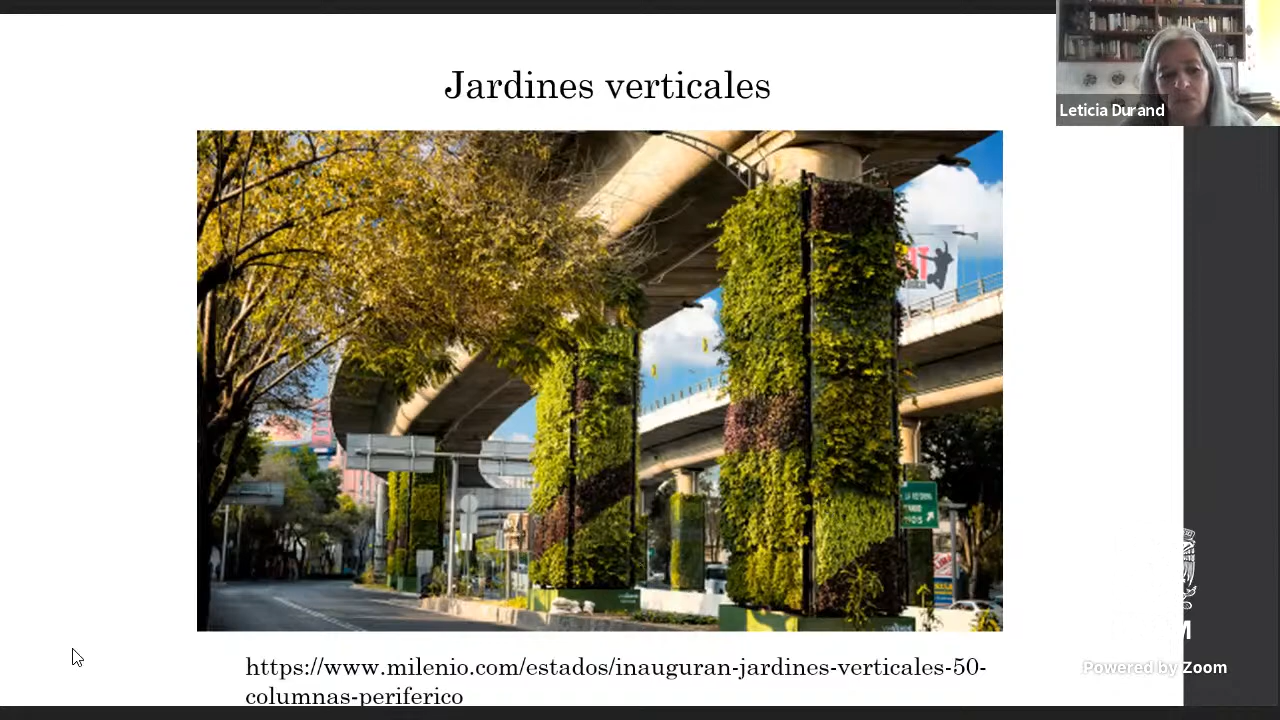 Jardines verticales
Leticia Durand
https://www.milenio.com/estados/inauguran-jardines-verticales-50-
columnas-periferico
Powered by Zoom